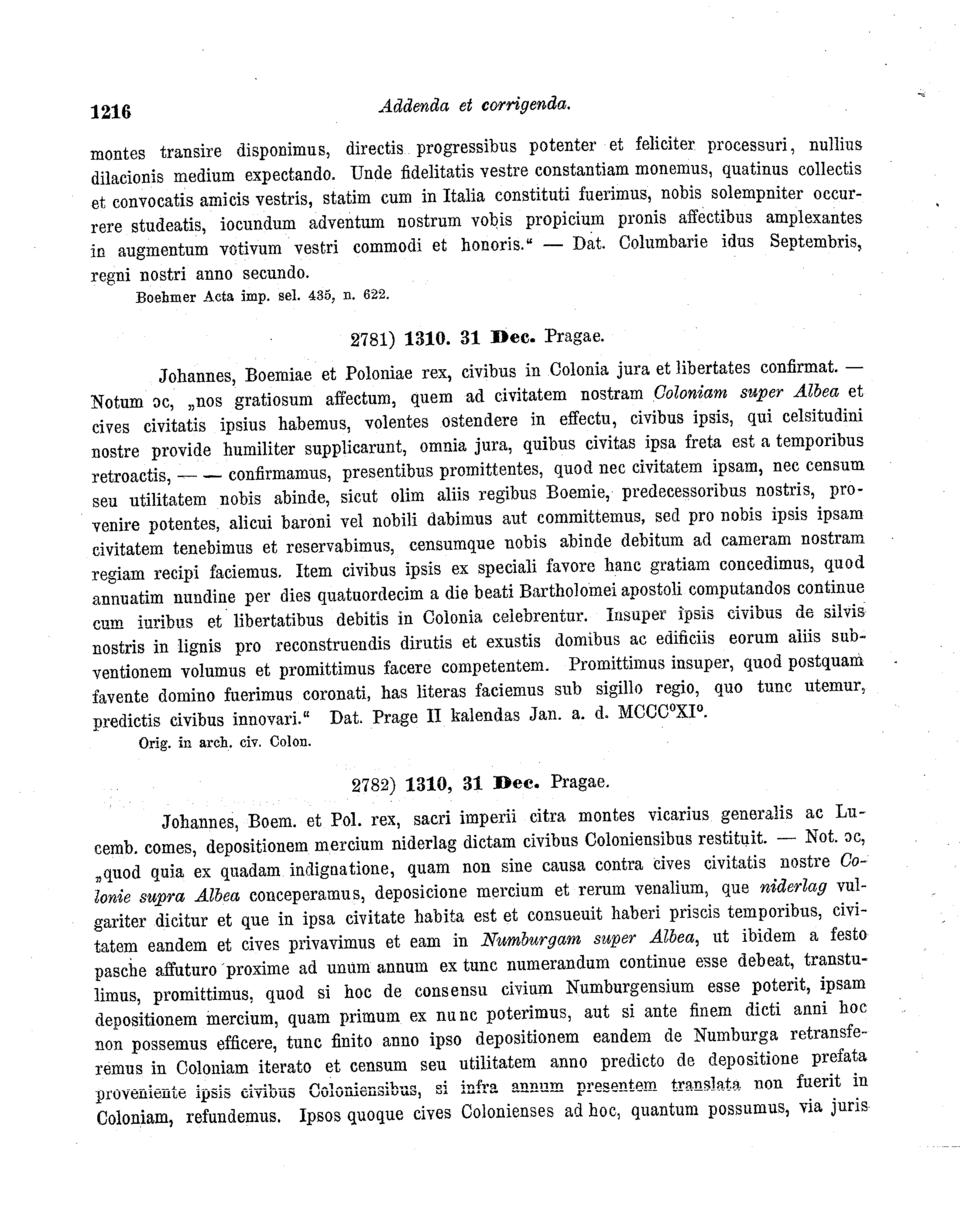 1216
Addenda et corrigenda.
montes transire disponimus, directis progressibus potenter et feliciter processuri, nullius
dilacionis medium expectando. Unde fidelitatis vestre constantiam monemus, quatinus collectis
et convocatis amicis vestris, statim cum in Italia constituti fuerimus, nobis solempniter occur-
rere studeatis, iocundum adventum nostrum vobis propicium pronis affectibus amplexantes
in augmentum votivum vestri commodi et honoris.“ — Dat. Columbarie idus Septembris,
regni nostri anno secundo.
Boehmer Acta imp. sel. 435, n. 622.
2781) 1310. 31 Dec. Pragae.
Johannes, Boemiae et Poloniae rex, civibus in Colonia jura et libertates confirmat. —
Notum ɔc, „nos gratiosum affectum, quem ad civitatem nostram Coloniam super Albea et
cives civitatis ipsius habemus, volentes ostendere in effectu, civibus ipsis, qui celsitudini
nostre provide humiliter supplicarunt, omnia jura, quibus civitas ipsa freta est a temporibus
retroactis, — — confirmamus, presentibus promittentes, quod nec civitatem ipsam, nec censum
seu utilitatem nobis abinde, sicut olim aliis regibus Boemie, predecessoribus nostris, pro-
venire potentes, alicui baroni vel nobili dabimus aut committemus, sed pro nobis ipsis ipsam
civitatem tenebimus et reservabimus, censumque nobis abinde debitum ad cameram nostram
regiam recipi faciemus. Item civibus ipsis ex speciali favore hanc gratiam concedimus, quod
annuatim nundine per dies quatuordecim a die beati Bartholomei apostoli computandos continue
cum iuribus et libertatibus debitis in Colonia celebrentur. Insuper ipsis civibus de silvis
nostris in lignis pro reconstruendis dirutis et exustis domibus ac edificiis eorum aliis sub-
ventionem volumus et promittimus facere competentem. Promittimus insuper, quod postquam
favente domino fuerimus coronati, has literas faciemus sub sigillo regio, quo tunc utemur,
predictis civibus innovari.“ Dat. Prage II kalendas Jan. a. d. MCCC⁰XI⁰.
Orig. in arch. civ. Colon.
2782) 1310, 31 Dec. Pragae.
Johannes, Boem. et Pol. rex, sacri imperii citra montes vicarius generalis ac Lu-
cemb. comes, depositionem mercium niderlag dictam civibus Coloniensibus restituit. — Not. ɔc,
„quod quia ex quadam indignatione, quam non sine causa contra cives civitatis nostre Co-
lonie supra Albea conceperamus, deposicione mercium et rerum venalium, que niderlag vul-
gariter dicitur et que in ipsa civitate habita est et consueuit haberi priscis temporibus, civi-
tatem eandem et cives privavimus et eam in Numburgam super Albea, ut ibidem a festo
pasche affuturo proxime ad unum annum ex tunc numerandum continue esse debeat, transtu-
limus, promittimus, quod si hoc de consensu civium Numburgensium esse poterit, ipsam
depositionem mercium, quam primum ex nunc poterimus, aut si ante finem dicti anni hoc
non possemus efficere, tunc finito anno ipso depositionem eandem de Numburga retransfe-
remus in Coloniam iterato et censum seu utilitatem anno predicto de depositione prefata
proveniente ipsis civibus Coloniensibus, si infra annum presentem translata non fuerit in
Coloniam, refundemus. Ipsos quoque cives Colonienses ad hoc, quantum possumus, via juris